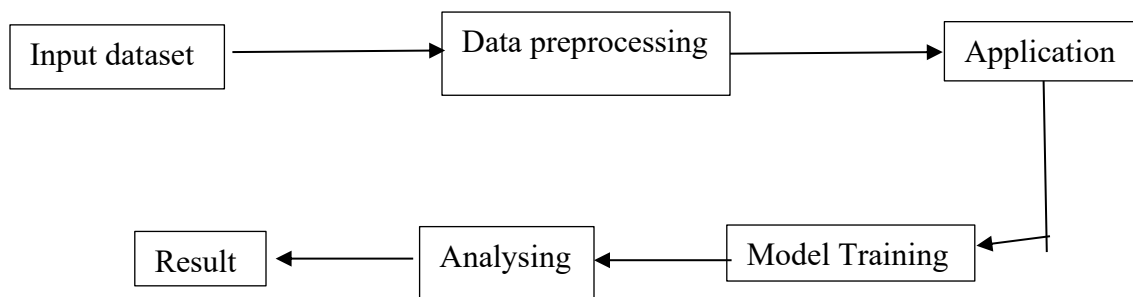 Input dataset
Data preprocessing
Application
Model Training
Analysing
Result